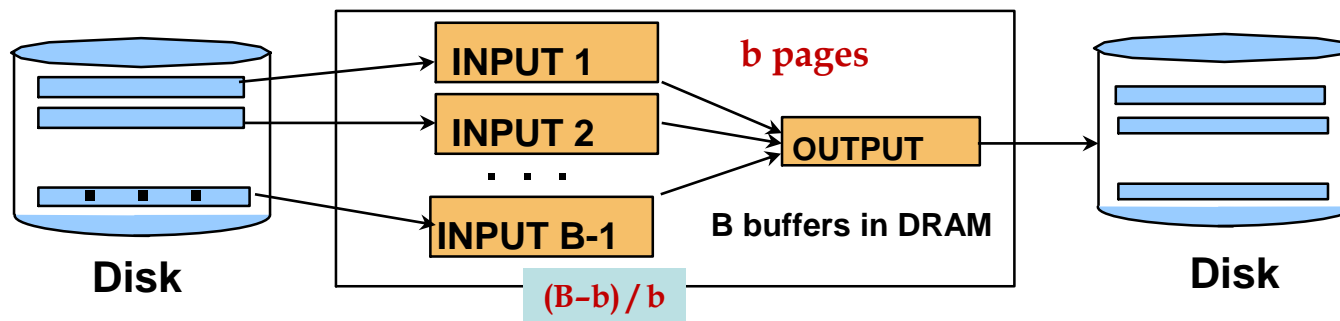 INPUT 1
b pages
INPUT 2
OUTPUT
. . .
INPUT B-1
B buffers in DRAM
Disk
(B–b) / b
Disk